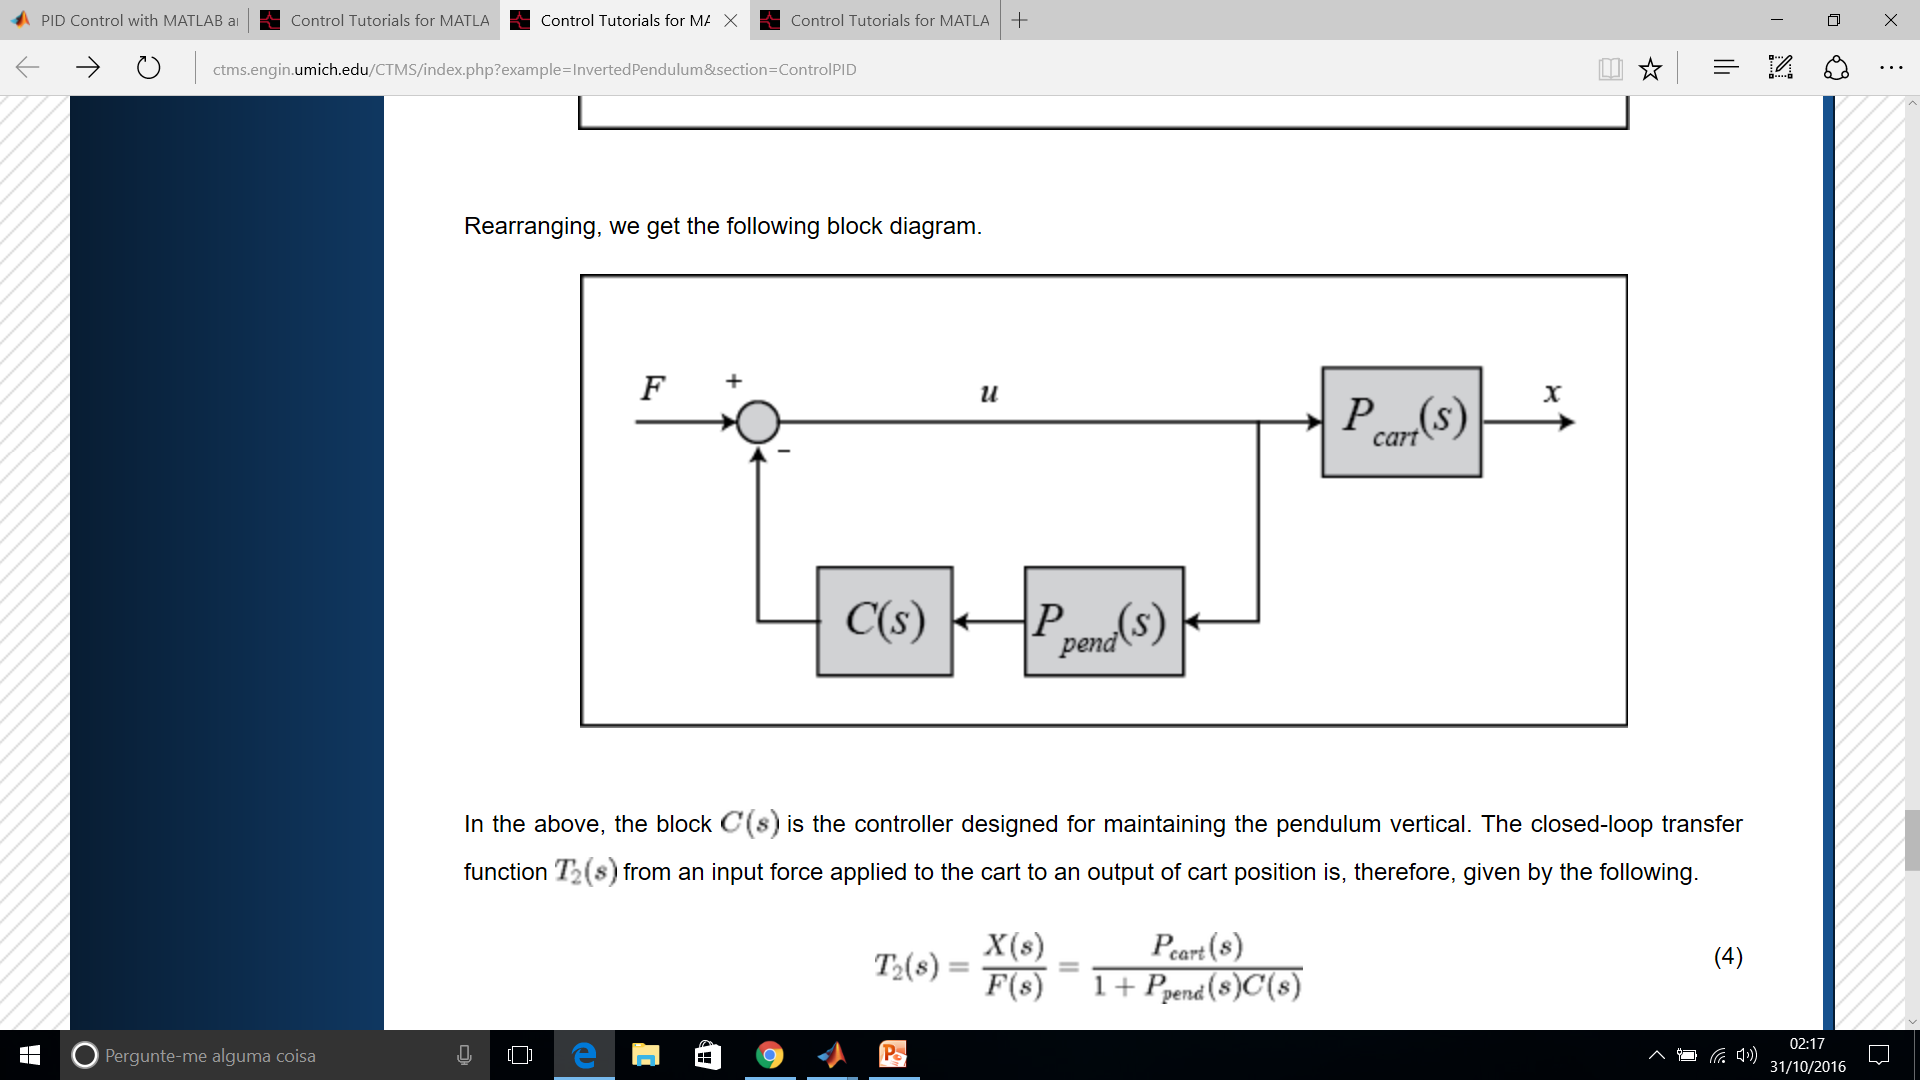 PID Control with MATLAB a
Control Tutorials for MATLA
Control Tutorials for MA
Control Tutorials for MATLA
ctms.engin.umich.edu/CTMS/index.php?example=InvertedPendulum&section=ControlPID
Rearranging, we get the following block diagram.
F + u P_cart(s) x
-
C(s) P_pend(s)
In the above, the block C(s) is the controller designed for maintaining the pendulum vertical. The closed-loop transfer
function T₂(s) from an input force applied to the cart to an output of cart position is, therefore, given by the following.
T₂(s) = X(s)/F(s) = P_cart(s)/(1 + P_pend(s)C(s)) (4)
Pergunte-me alguma coisa
02:17
31/10/2016